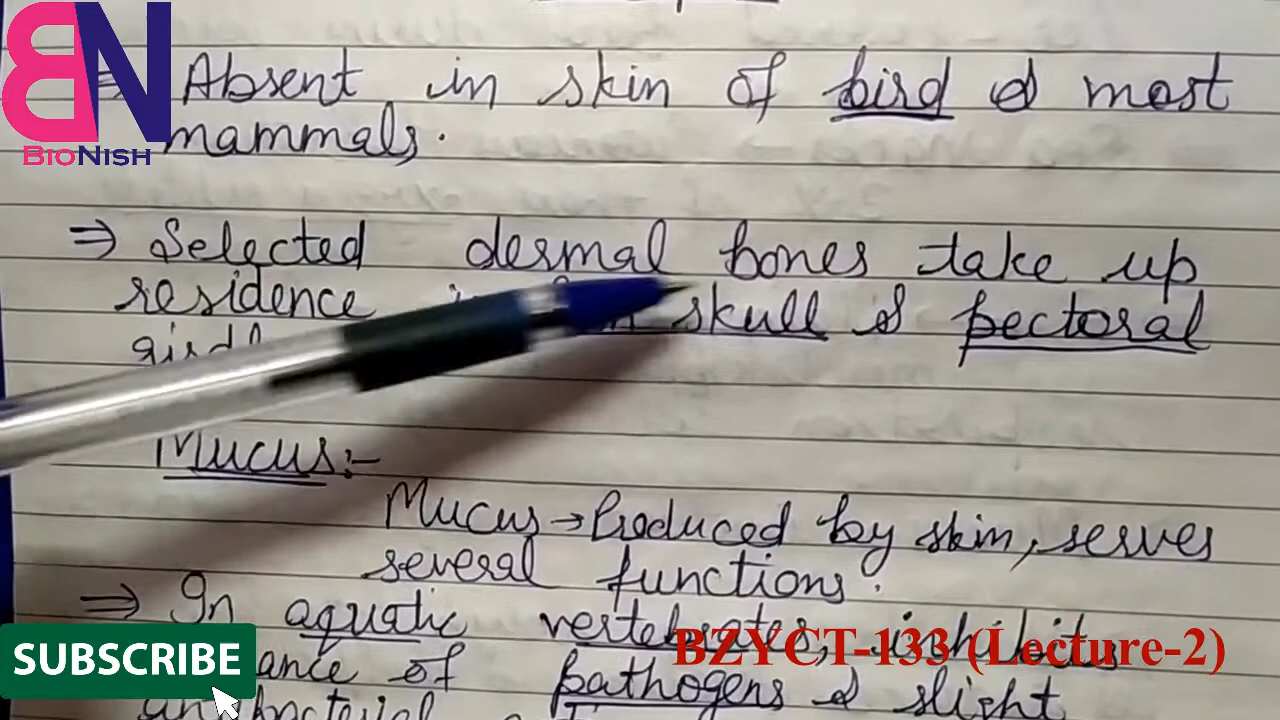 BN
BIONISH
⇒ Absent in skin of bird & most
mammals.
⇒ Selected dermal bones take up
residence skull & pectoral
Mucus:-
Mucus → Produced by skin, serves
several functions.
⇒ In aquatic vertebrates, inhibits
of pathogens & slight
BZYCT-133 (Lecture-2)
SUBSCRIBE